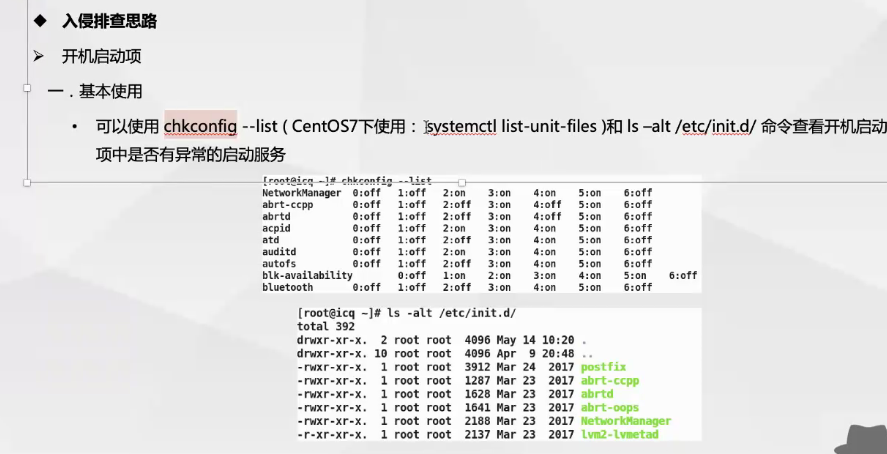 ◆ 入侵排查思路
➢ 开机启动项
一．基本使用
• 可以使用 chkconfig --list ( CentOS7下使用： systemctl list-unit-files )和 ls –alt /etc/init.d/ 命令查看开机启动
项中是否有异常的启动服务
[root@icq ~]# chkconfig --list
NetworkManager 0:off 1:off 2:on 3:on 4:on 5:on 6:off
abrt-ccpp 0:off 1:off 2:off 3:on 4:off 5:on 6:off
abrtd 0:off 1:off 2:off 3:on 4:off 5:on 6:off
acpid 0:off 1:off 2:on 3:on 4:on 5:on 6:off
atd 0:off 1:off 2:off 3:on 4:on 5:on 6:off
auditd 0:off 1:off 2:on 3:on 4:on 5:on 6:off
autofs 0:off 1:off 2:off 3:on 4:on 5:on 6:off
blk-availability 0:off 1:on 2:on 3:on 4:on 5:on 6:off
bluetooth 0:off 1:off 2:off 3:on 4:on 5:on 6:off
[root@icq ~]# ls -alt /etc/init.d/
total 392
drwxr-xr-x. 2 root root 4096 May 14 10:20 .
drwxr-xr-x. 10 root root 4096 Apr 9 20:48 ..
-rwxr-xr-x. 1 root root 3912 Mar 24 2017 postfix
-rwxr-xr-x. 1 root root 1287 Mar 23 2017 abrt-ccpp
-rwxr-xr-x. 1 root root 1628 Mar 23 2017 abrtd
-rwxr-xr-x. 1 root root 1641 Mar 23 2017 abrt-oops
-rwxr-xr-x. 1 root root 2188 Mar 23 2017 NetworkManager
-r-xr-xr-x. 1 root root 2137 Mar 23 2017 lvm2-lvmetad